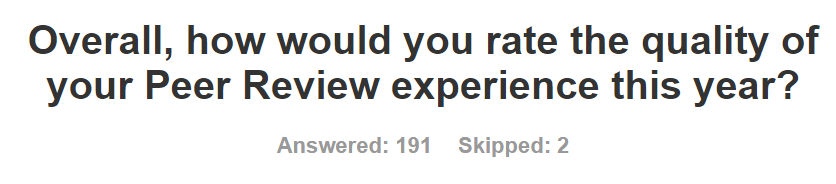 Overall, how would you rate the quality of
your Peer Review experience this year?
Answered: 191 Skipped: 2